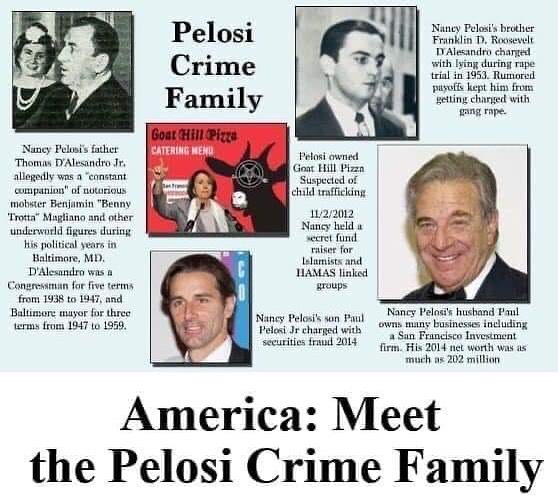 Pelosi
Crime
Family
Nancy Pelosi's brother
Franklin D. Roosevelt
D'Alesandro charged
with lying during rape
trial in 1953. Rumored
payoffs kept him from
getting charged with
gang rape.
Nancy Pelosi's father
Thomas D'Alesandro Jr.
allegedly was a "constant
companion" of notorious
mobster Benjamin "Benny
Trotta" Magliano and other
underworld figures during
his political years in
Baltimore, MD.
D'Alesandro was a
Congressman for five terms
from 1938 to 1947, and
Baltimore mayor for three
terms from 1947 to 1959.
Goat Hill Pizza
CATERING MENU
Pelosi owned
Goat Hill Pizza
Suspected of
child trafficking
11/2/2012
Nancy held a
secret fund
raiser for
Islamists and
HAMAS linked
groups
Nancy Pelosi's son Paul
Pelosi Jr charged with
securities fraud 2014
Nancy Pelosi's husband Paul
owns many businesses including
a San Francisco Investment
firm. His 2014 net worth was as
much as 202 million
America: Meet
the Pelosi Crime Family